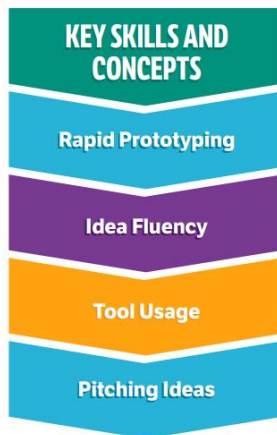 KEY SKILLS AND
CONCEPTS
Rapid Prototyping
Idea Fluency
Tool Usage
Pitching Ideas